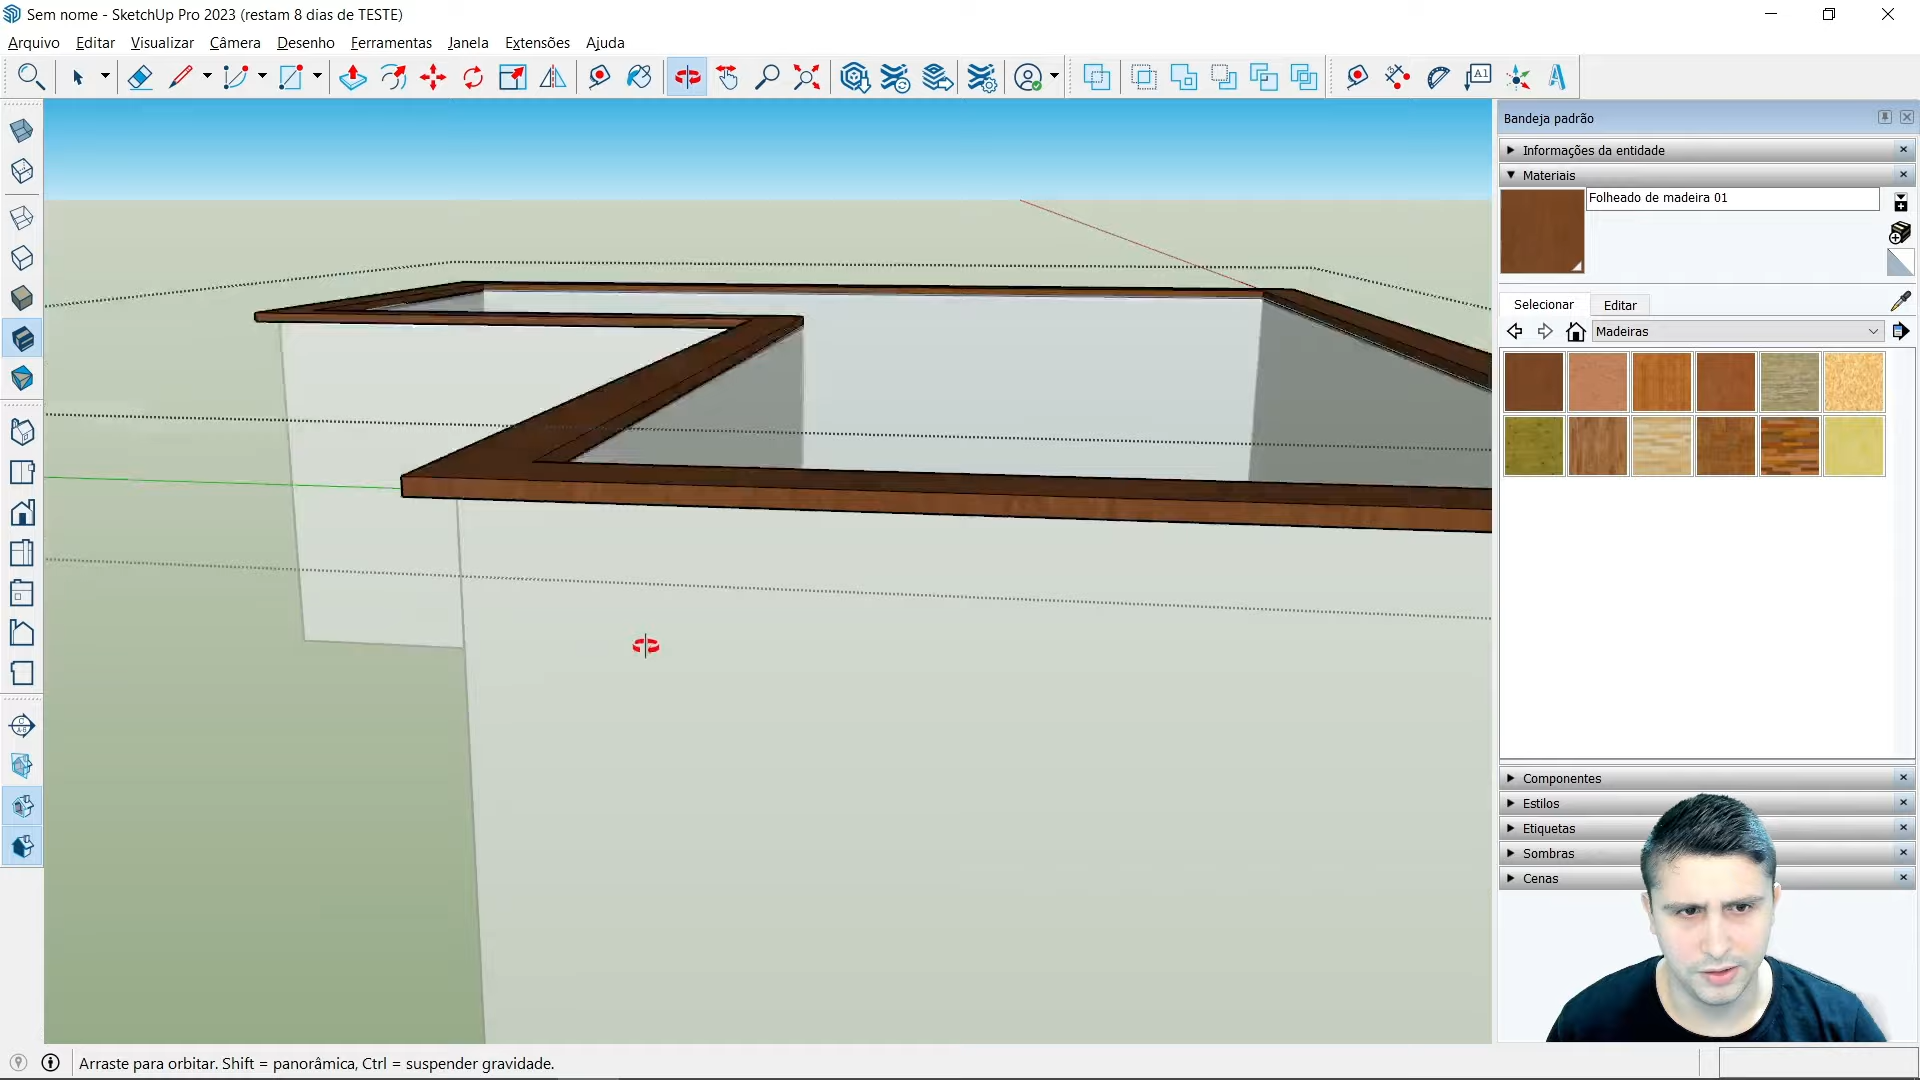 Sem nome - SketchUp Pro 2023 (restam 8 dias de TESTE)
Arquivo Editar Visualizar Câmera Desenho Ferramentas Janela Extensões Ajuda
A1
Bandeja padrão
Informações da entidade
Materiais
Folheado de madeira 01
Selecionar Editar
Madeiras
Componentes
Estilos
Etiquetas
Sombras
Cenas
Arraste para orbitar. Shift = panorâmica, Ctrl = suspender gravidade.